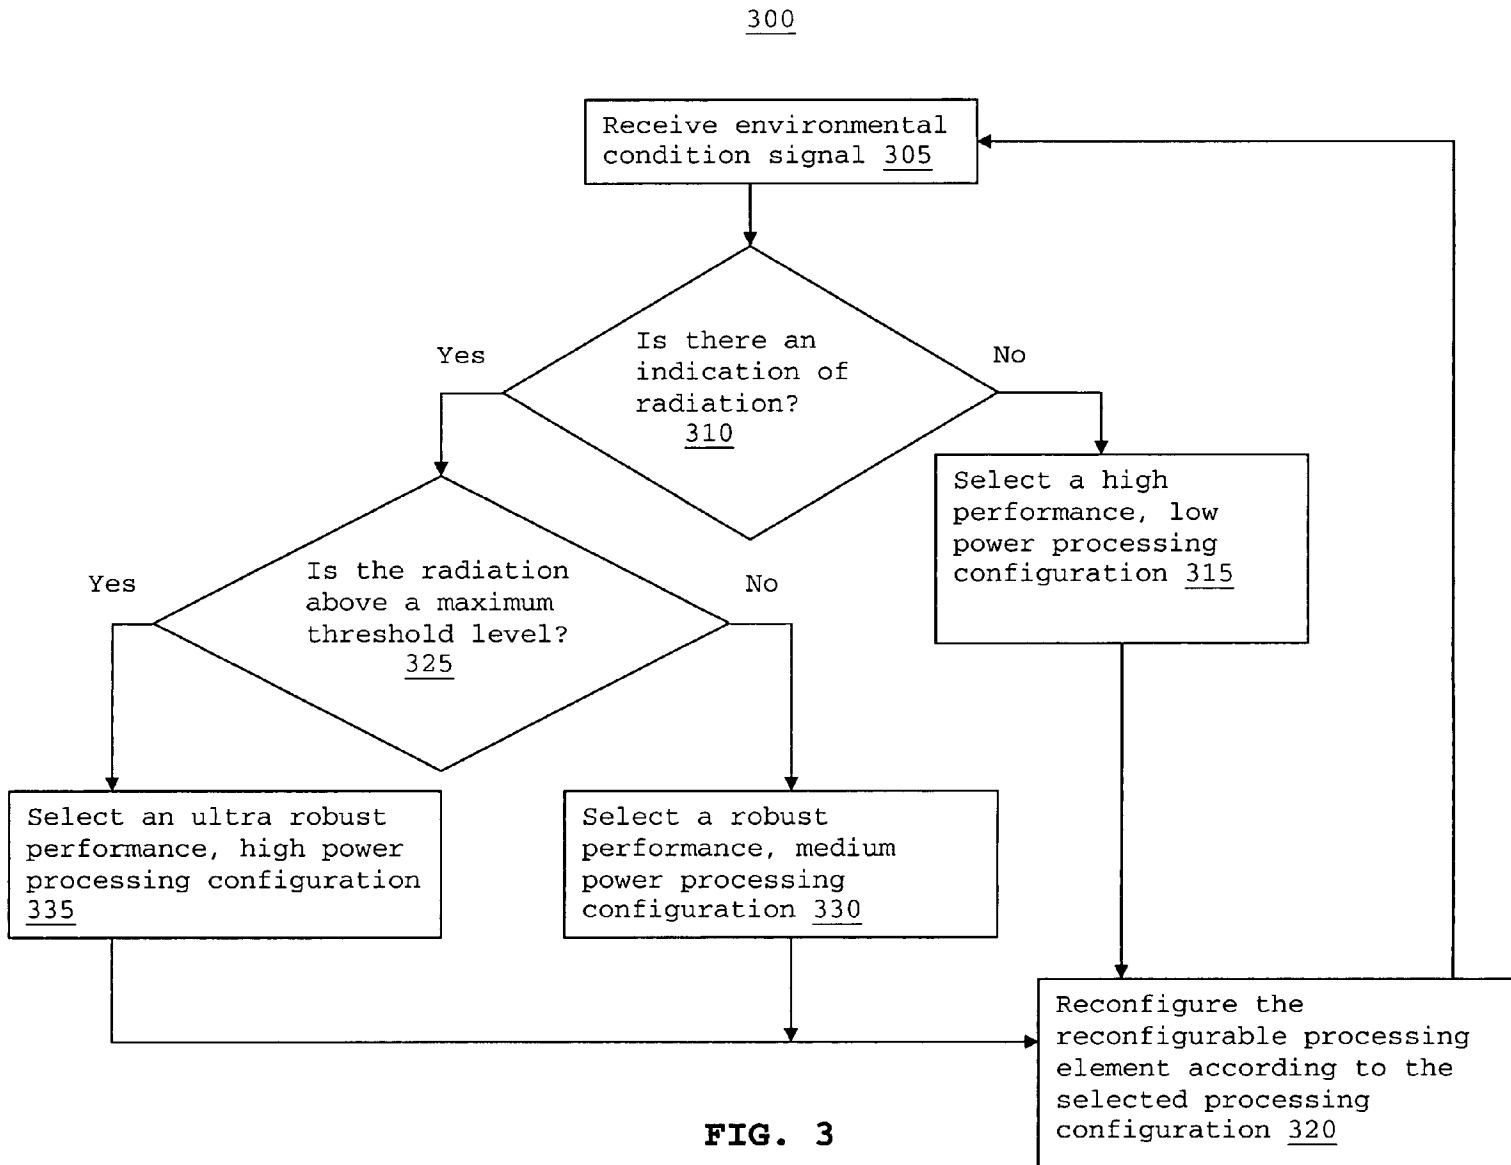 300
Receive environmental
condition signal 305
Is there an
indication of
radiation?
310
Yes
No
Select a high
performance, low
power processing
configuration 315
Is the radiation
above a maximum
threshold level?
325
Yes
No
Select an ultra robust
performance, high power
processing configuration
335
Select a robust
performance, medium
power processing
configuration 330
Reconfigure the
reconfigurable processing
element according to the
selected processing
configuration 320
FIG. 3